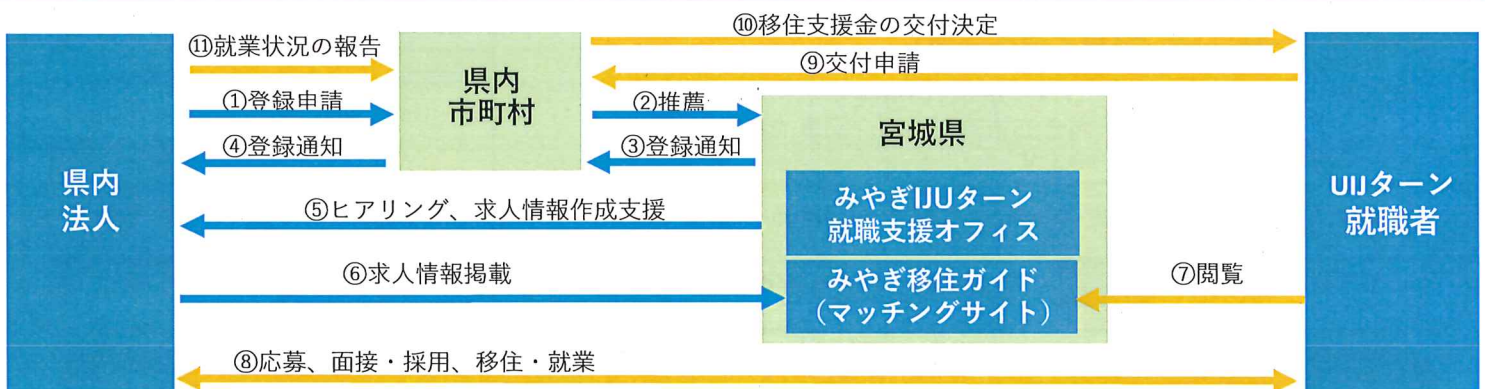 ⑩移住支援金の交付決定
⑪就業状況の報告
⑨交付申請
県内
市町村
①登録申請
②推薦
宮城県
④登録通知
③登録通知
県内
法人
みやぎIJUターン
就職支援オフィス
UIJターン
就職者
⑤ヒアリング、求人情報作成支援
⑥求人情報掲載
みやぎ移住ガイド
（マッチングサイト）
⑦閲覧
⑧応募、面接・採用、移住・就業